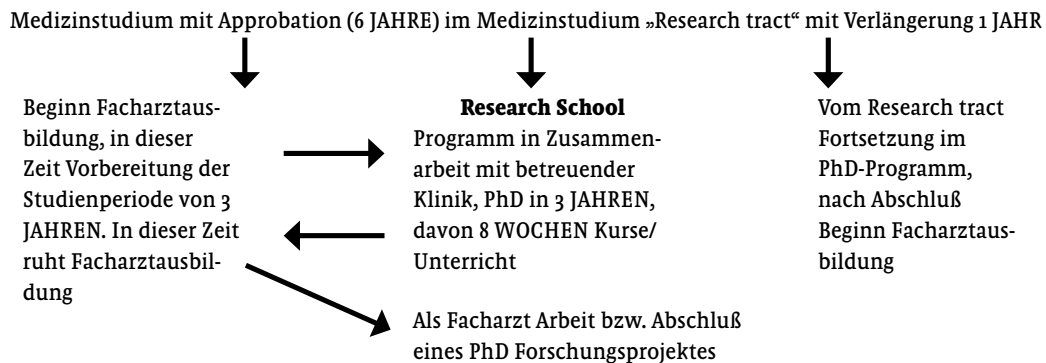 Medizinstudium mit Approbation (6 JAHRE) im Medizinstudium „Research tract“ mit Verlängerung 1 JAHR
Beginn Facharztaus-
bildung, in dieser
Zeit Vorbereitung der
Studienperiode von 3
JAHREN. In dieser Zeit
ruht Facharztausbil-
dung
Research School
Programm in Zusammen-
arbeit mit betreuender
Klinik, PhD in 3 JAHREN,
davon 8 WOCHEN Kurse/
Unterricht
Vom Research tract
Fortsetzung im
PhD-Programm,
nach Abschluß
Beginn Facharztaus-
bildung
Als Facharzt Arbeit bzw. Abschluß
eines PhD Forschungsprojektes